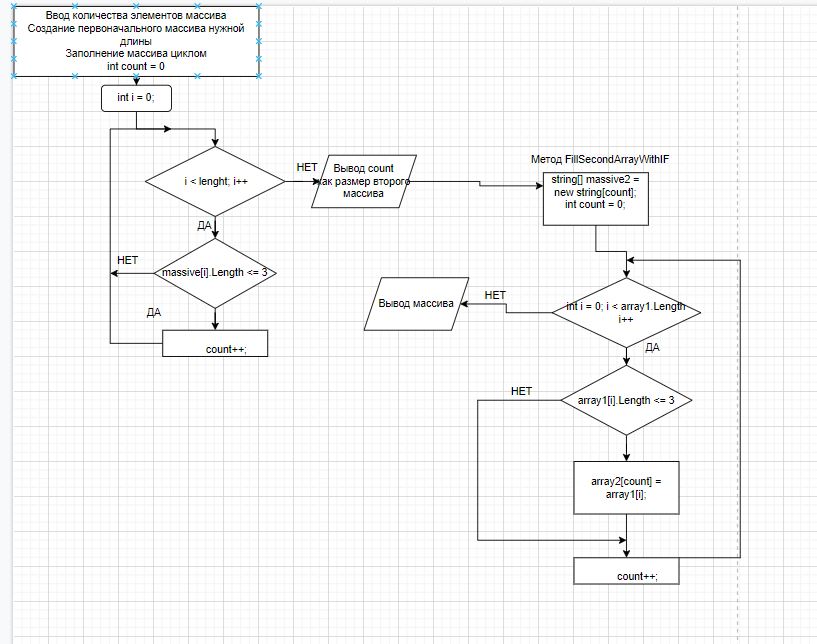 Ввод количества элементов массива
Создание первоначального массива нужной
длины
Заполнение массива циклом
int count = 0
int i = 0;
i < lenght; i++
НЕТ
Вывод count
как размер второго
массива
ДА
massive[i].Length <= 3
НЕТ
ДА
count++;
Метод FillSecondArrayWithIF
string[] massive2 =
new string[count];
int count = 0;
int i = 0; i < array1.Length
i++
НЕТ
Вывод массива
ДА
array1[i].Length <= 3
НЕТ
array2[count] =
array1[i];
count++;